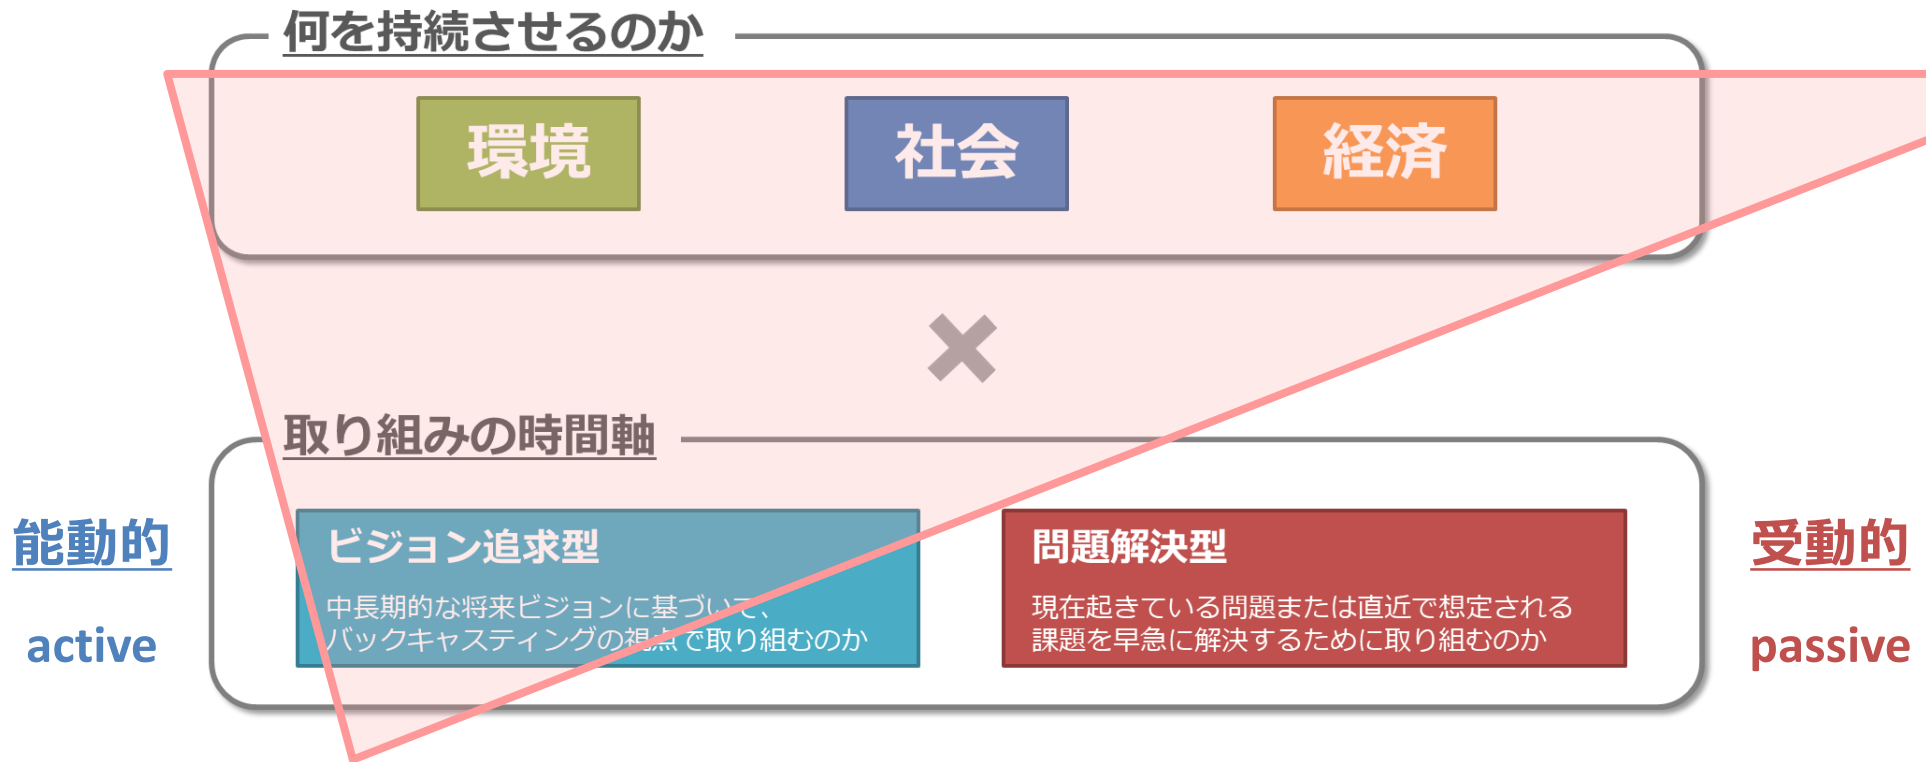 何を持続させるのか
環境
社会
経済
取り組みの時間軸
能動的
active
ビジョン追求型
中長期的な将来ビジョンに基づいて、
バックキャスティングの視点で取り組むのか
問題解決型
現在起きている問題または直近で想定される
課題を早急に解決するために取り組むのか
受動的
passive